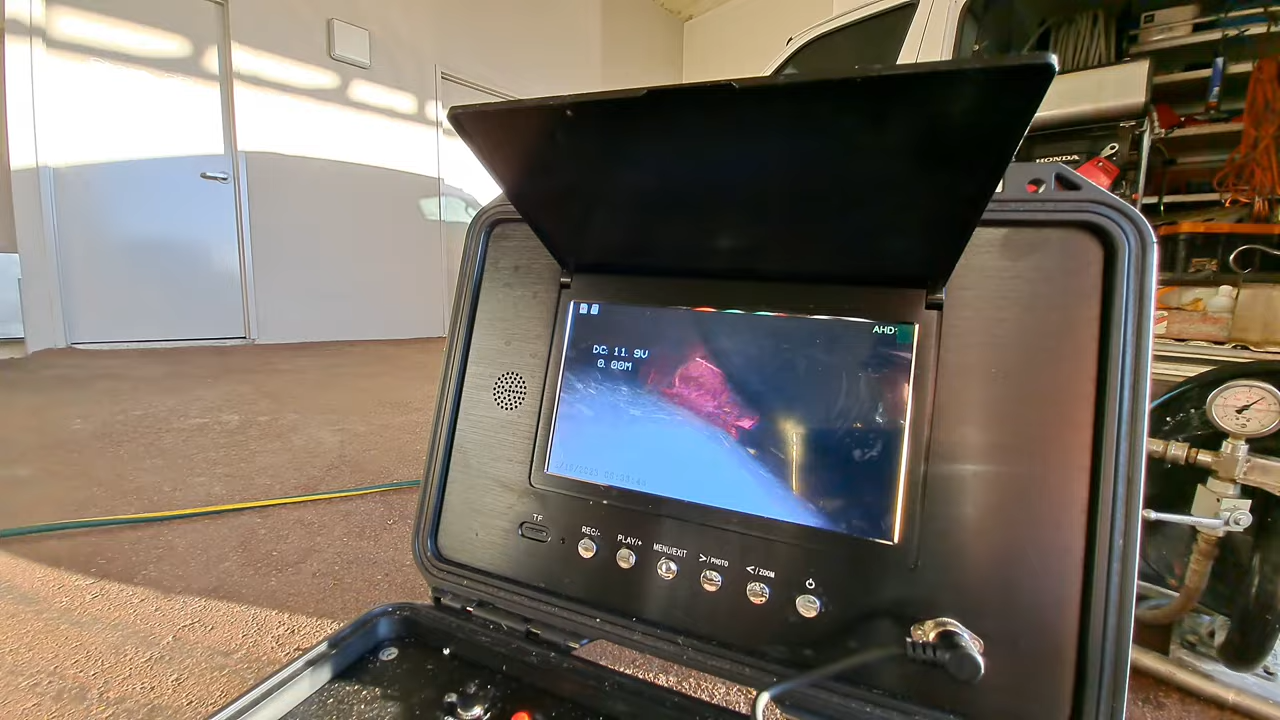 HONDA
AHD
DC: 11.9V
0.00M
TF
REC/-
PLAY/+
MENU/EXIT
>/PHOTO
</ZOOM